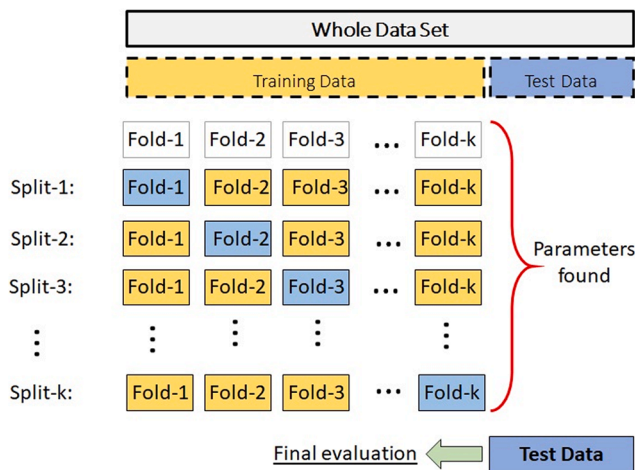 Whole Data Set
Training Data Test Data
Fold-1 Fold-2 Fold-3 ... Fold-k
Split-1: Fold-1 Fold-2 Fold-3 ... Fold-k
Split-2: Fold-1 Fold-2 Fold-3 ... Fold-k
Split-3: Fold-1 Fold-2 Fold-3 ... Fold-k
Parameters
found
Split-k: Fold-1 Fold-2 Fold-3 ... Fold-k
Final evaluation Test Data